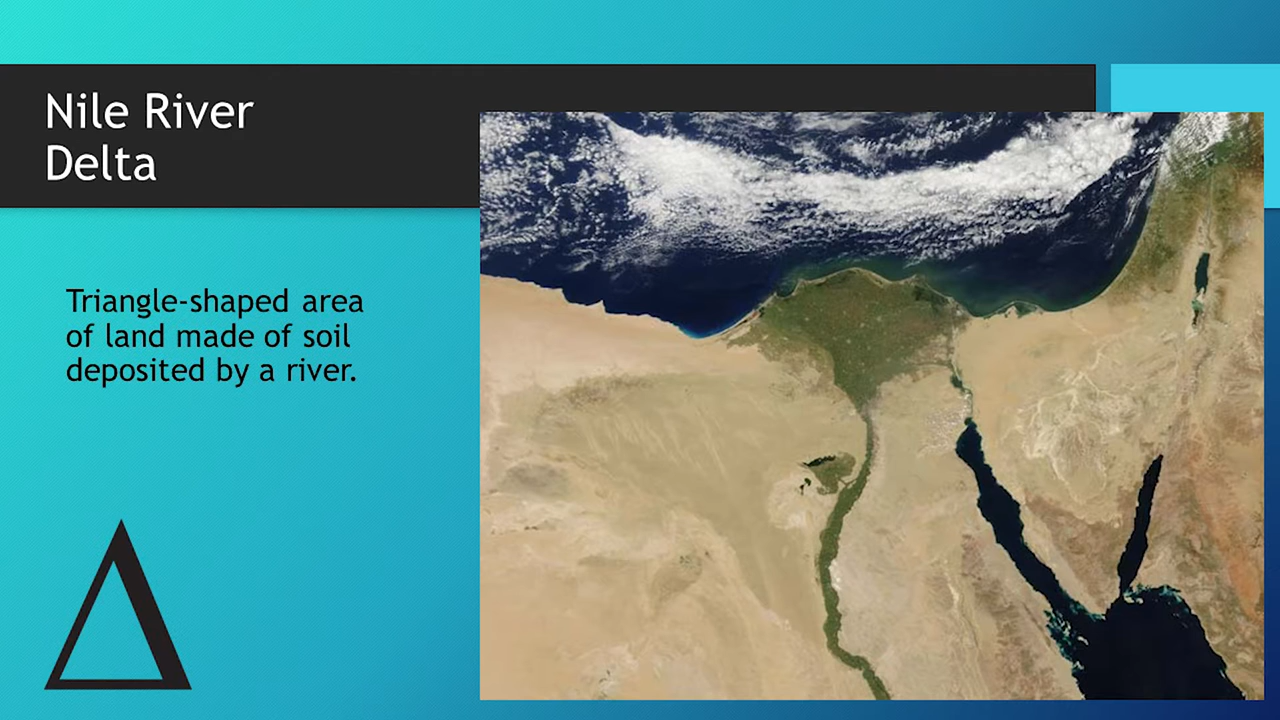 Nile River
Delta
Triangle-shaped area
of land made of soil
deposited by a river.